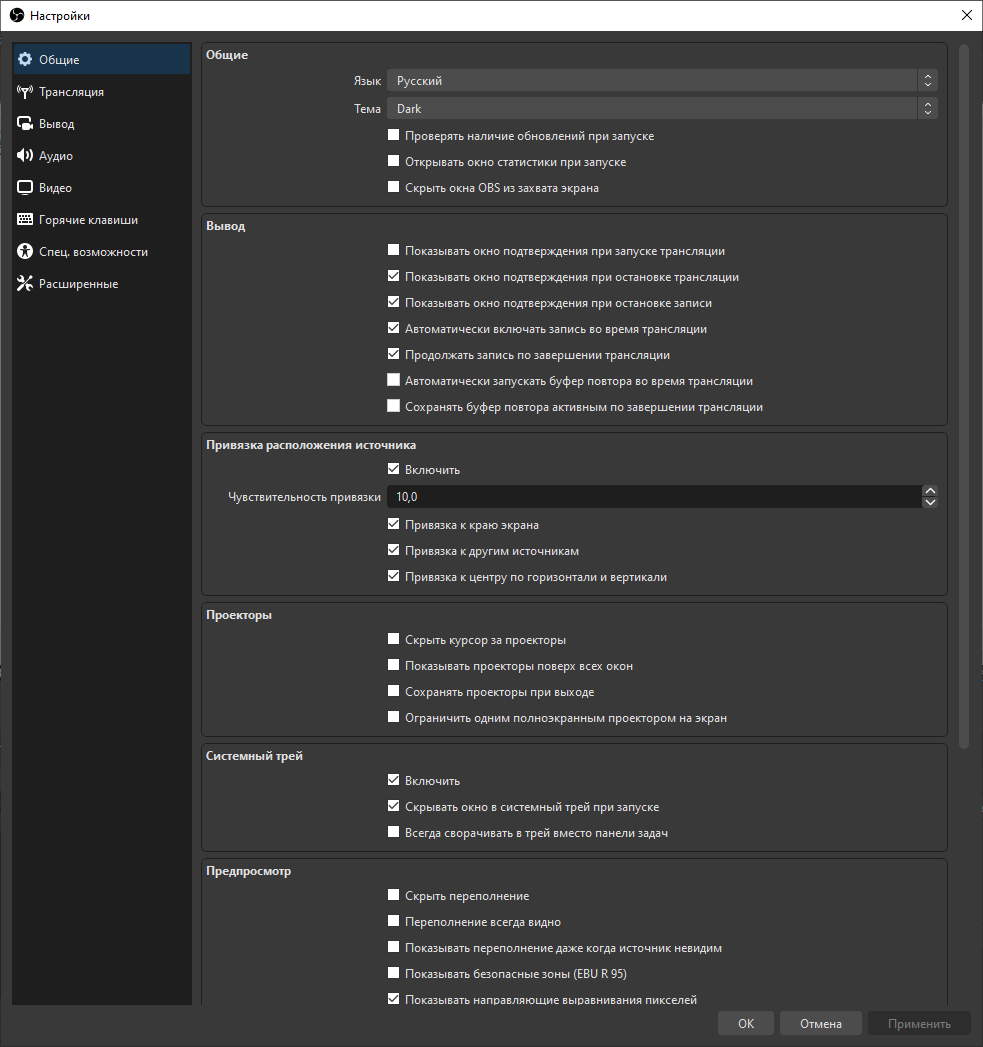 Настройки
Общие
Трансляция
Вывод
Аудио
Видео
Горячие клавиши
Спец. возможности
Расширенные
Общие
Язык Русский
Тема Dark
Проверять наличие обновлений при запуске
Открывать окно статистики при запуске
Скрыть окна OBS из захвата экрана
Вывод
Показывать окно подтверждения при запуске трансляции
Показывать окно подтверждения при остановке трансляции
Показывать окно подтверждения при остановке записи
Автоматически включать запись во время трансляции
Продолжать запись по завершении трансляции
Автоматически запускать буфер повтора во время трансляции
Сохранять буфер повтора активным по завершении трансляции
Привязка расположения источника
Включить
Чувствительность привязки 10,0
Привязка к краю экрана
Привязка к другим источникам
Привязка к центру по горизонтали и вертикали
Проекторы
Скрыть курсор за проекторы
Показывать проекторы поверх всех окон
Сохранять проекторы при выходе
Ограничить одним полноэкранным проектором на экран
Системный трей
Включить
Скрывать окно в системный трей при запуске
Всегда сворачивать в трей вместо панели задач
Предпросмотр
Скрыть переполнение
Переполнение всегда видно
Показывать переполнение даже когда источник невидим
Показывать безопасные зоны (EBU R 95)
Показывать направляющие выравнивания пикселей
OK Отмена Применить